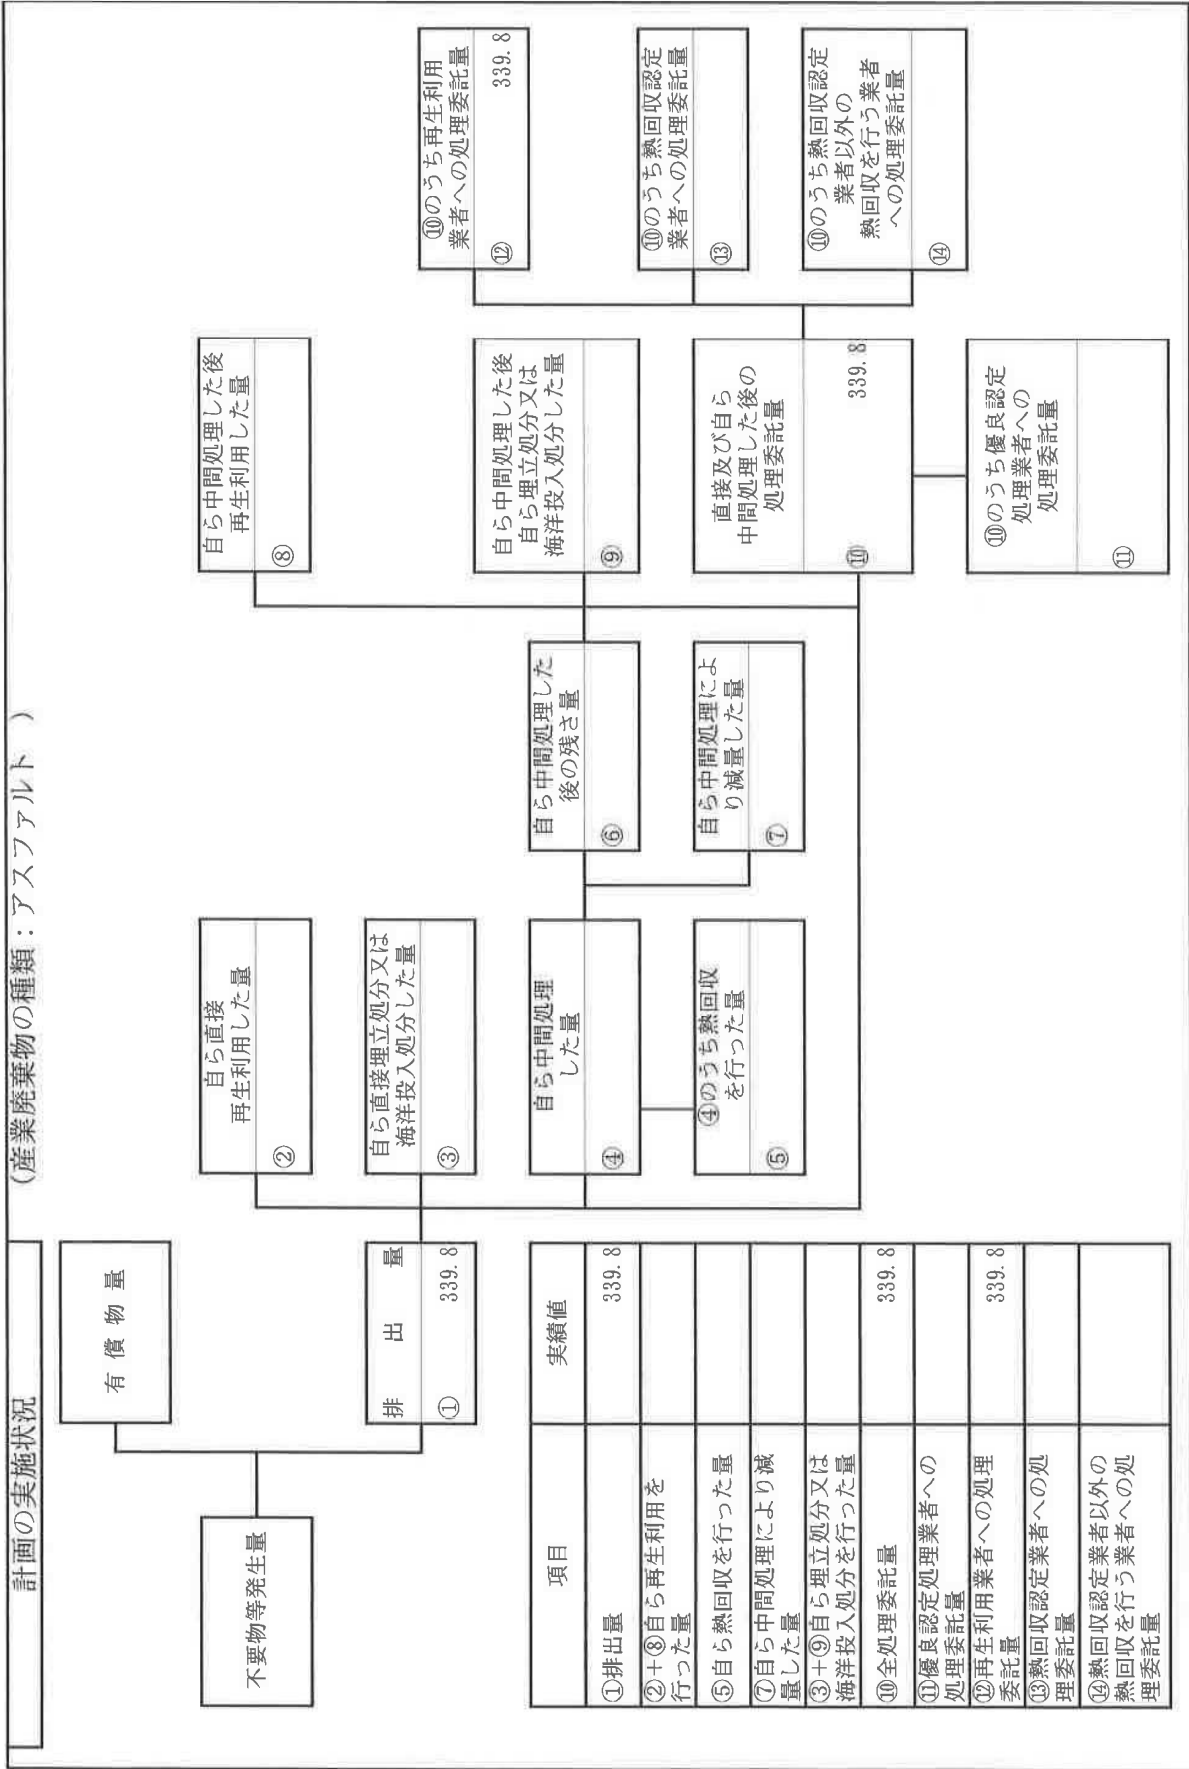 計画の実施状況
(産業廃棄物の種類：アスファルト　)
不要物等発生量
有償物量
排出量
① 339.8
自ら直接
再生利用した量
②
自ら直接埋立処分又は
海洋投入処分した量
③
自ら中間処理
した量
④
④のうち熱回収
を行った量
⑤
自ら中間処理した
後の残さ量
⑥
自ら中間処理によ
り減量した量
⑦
自ら中間処理した後
再生利用した量
⑧
自ら中間処理した後
自ら埋立処分又は
海洋投入処分した量
⑨
直接及び自ら
中間処理した後の
処理委託量
⑩ 339.8
⑩のうち優良認定
処理業者への
処理委託量
⑪
⑩のうち再生利用
業者への処理委託量
⑫ 339.8
⑩のうち熱回収認定
業者への処理委託量
⑬
⑩のうち熱回収認定
業者以外の
熱回収を行う業者
への処理委託量
⑭
項目 実績値
①排出量 339.8
②＋⑧自ら再生利用を
行った量
⑤自ら熱回収を行った量
⑦自ら中間処理により減
量した量
③＋⑨自ら埋立処分又は
海洋投入処分を行った量
⑩全処理委託量 339.8
⑪優良認定処理業者への
処理委託量
⑫再生利用業者への処理
委託量 339.8
⑬熱回収認定業者への処
理委託量
⑭熱回収認定業者以外の
熱回収を行う業者への処
理委託量